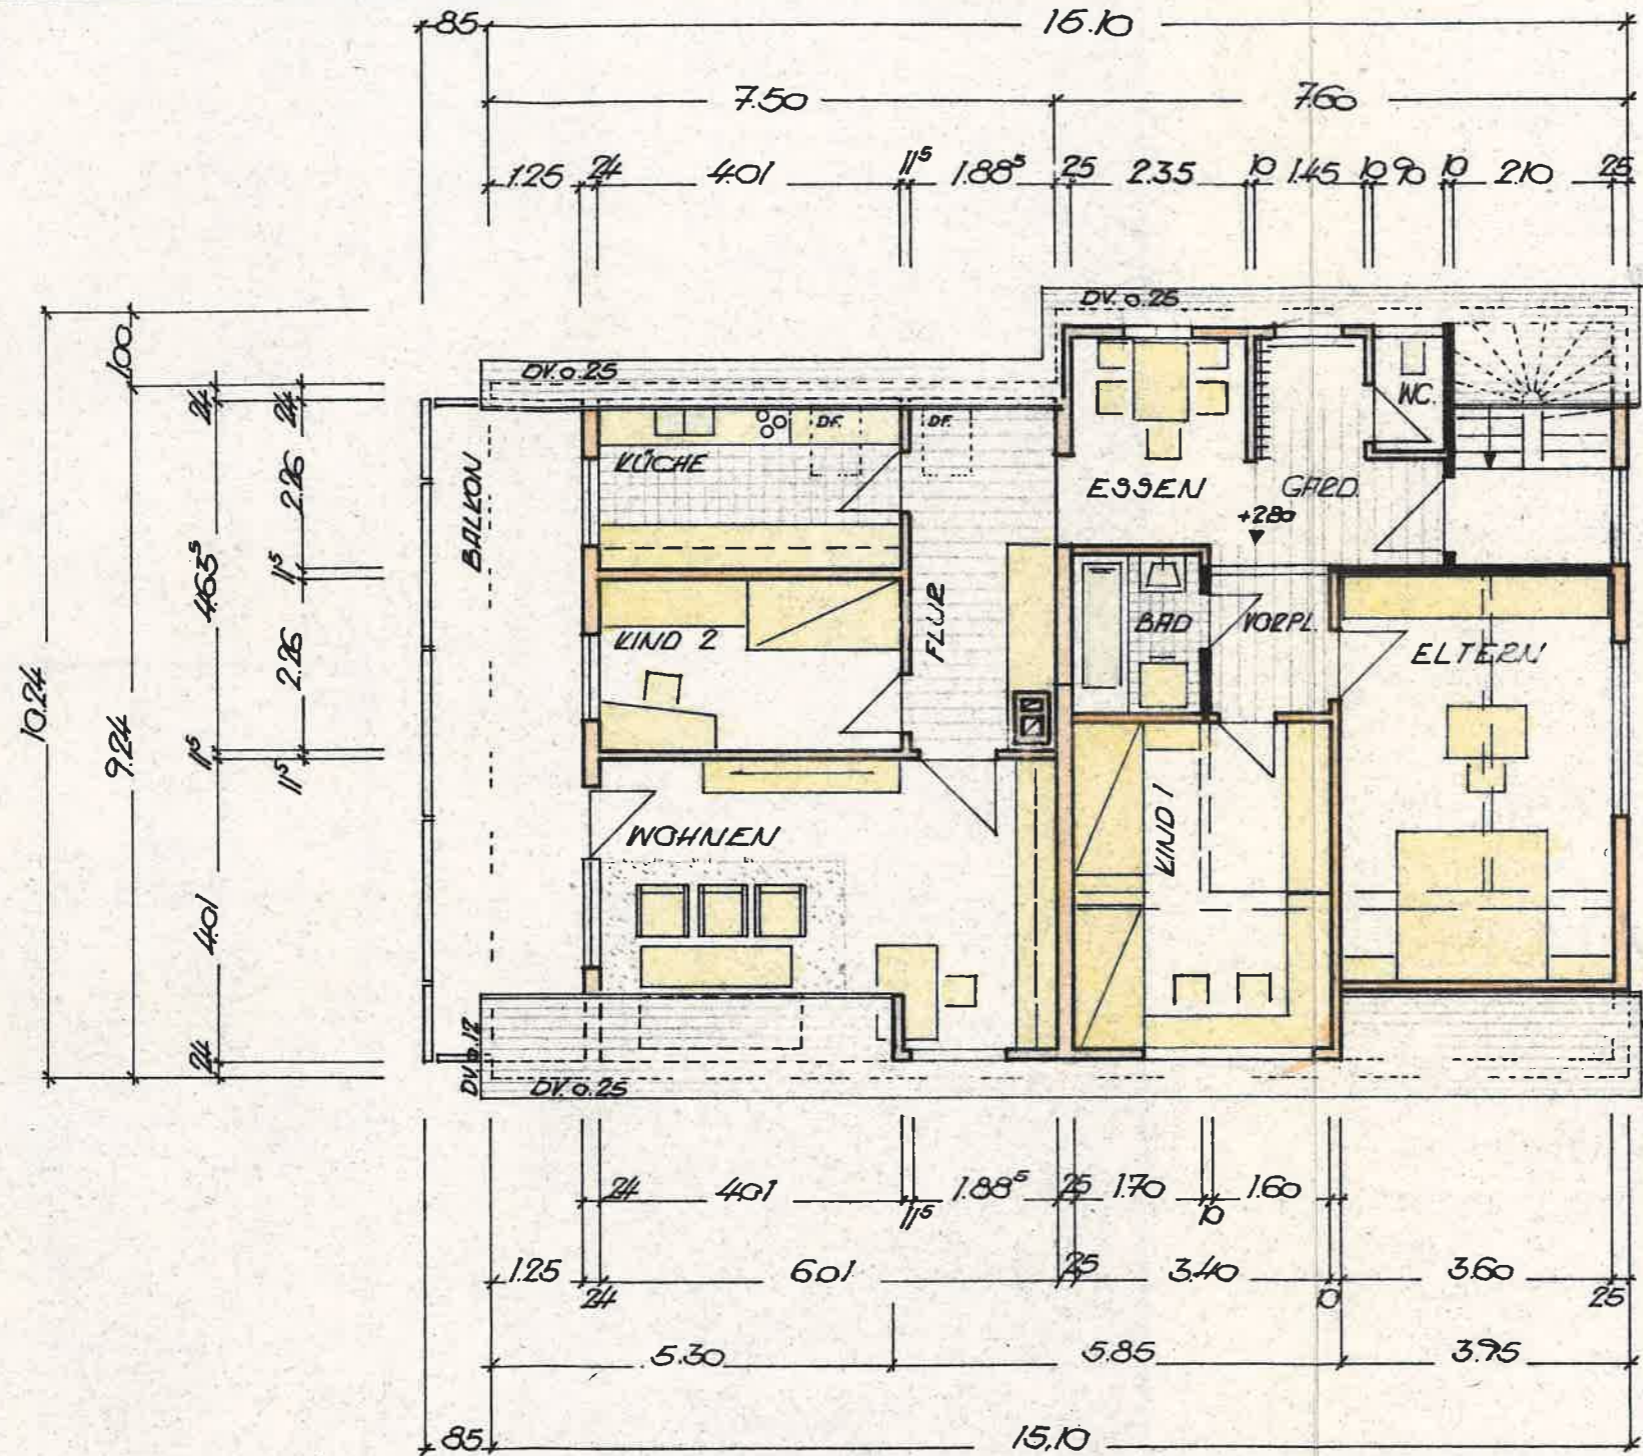 85 15.10
7.50 7.60
1.25 24 4.01 11⁵ 1.88⁵ 25 2.35 10 1.45 10 90 10 2.10 25
DV. o. 25
DV. o. 25
1.00
24 24
DF. DF. WC.
KÜCHE
ESSEN GARD.
+2.80
BALKON
2.26
4.63⁵
11⁵
FLUR
BAD VORPL.
KIND 2
ELTERN
2.26
10.24
9.24
11⁵ 11⁵
WOHNEN
KIND 1
4.01
24
DV. o. 12
DV. o. 25
24 4.01 11⁵ 1.88⁵ 25 1.70 10 1.60
1.25 24 6.01 25 3.40 10 3.60 25
5.30 5.85 3.95
85 15.10